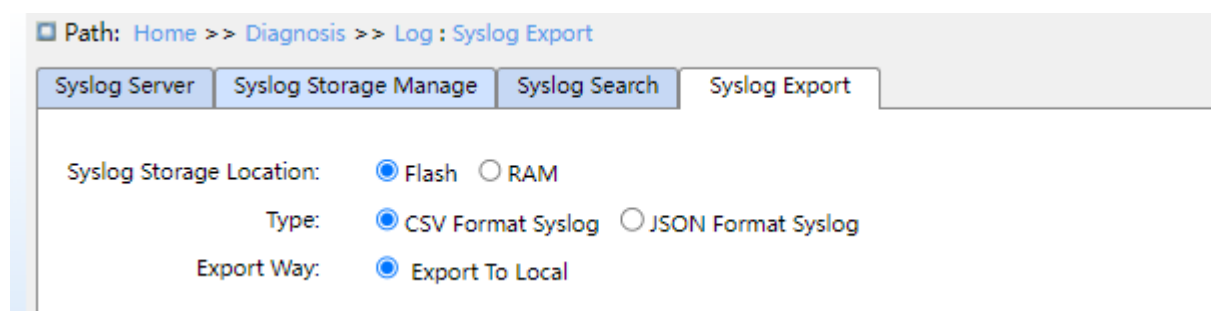 Path: Home >> Diagnosis >> Log : Syslog Export
Syslog Server Syslog Storage Manage Syslog Search Syslog Export
Syslog Storage Location: Flash RAM
Type: CSV Format Syslog JSON Format Syslog
Export Way: Export To Local